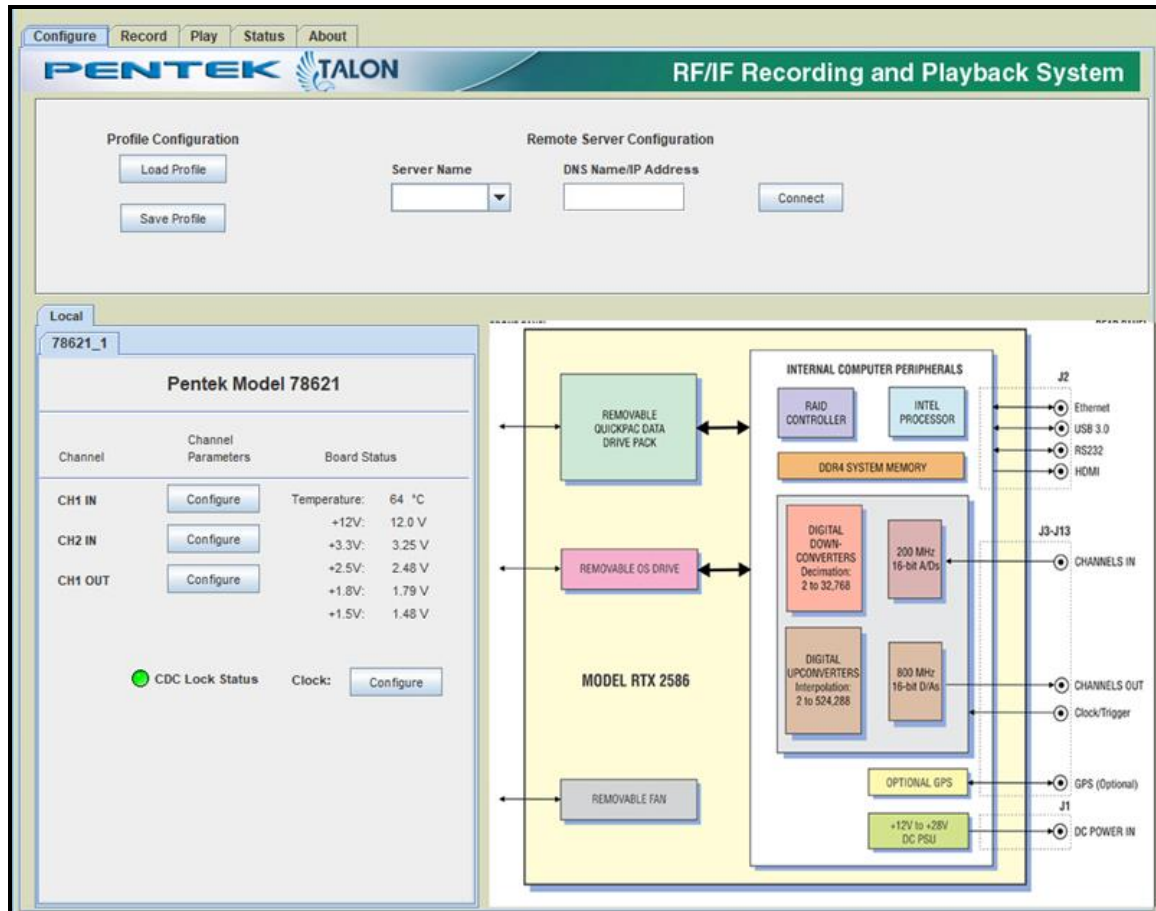 Configure Record Play Status About
PENTEK TALON RF/IF Recording and Playback System
Profile Configuration
Load Profile
Save Profile
Remote Server Configuration
Server Name DNS Name/IP Address
Connect
Local
78621_1
Pentek Model 78621
Channel
Channel
Parameters
Board Status
CH1 IN Configure
CH2 IN Configure
CH1 OUT Configure
Temperature: 64 °C
+12V: 12.0 V
+3.3V: 3.25 V
+2.5V: 2.48 V
+1.8V: 1.79 V
+1.5V: 1.48 V
CDC Lock Status Clock: Configure
REMOVABLE
QUICKPAC DATA
DRIVE PACK
REMOVABLE OS DRIVE
MODEL RTX 2586
REMOVABLE FAN
INTERNAL COMPUTER PERIPHERALS
RAID
CONTROLLER
INTEL
PROCESSOR
DDR4 SYSTEM MEMORY
DIGITAL
DOWN-
CONVERTERS
Decimation:
2 to 32,768
200 MHz
16-bit A/Ds
DIGITAL
UPCONVERTERS
Interpolation:
2 to 524,288
800 MHz
16-bit D/As
OPTIONAL GPS
+12V to +28V
DC PSU
J2
Ethernet
USB 3.0
RS232
HDMI
J3-J13
CHANNELS IN
CHANNELS OUT
Clock/Trigger
GPS (Optional)
J1
DC POWER IN